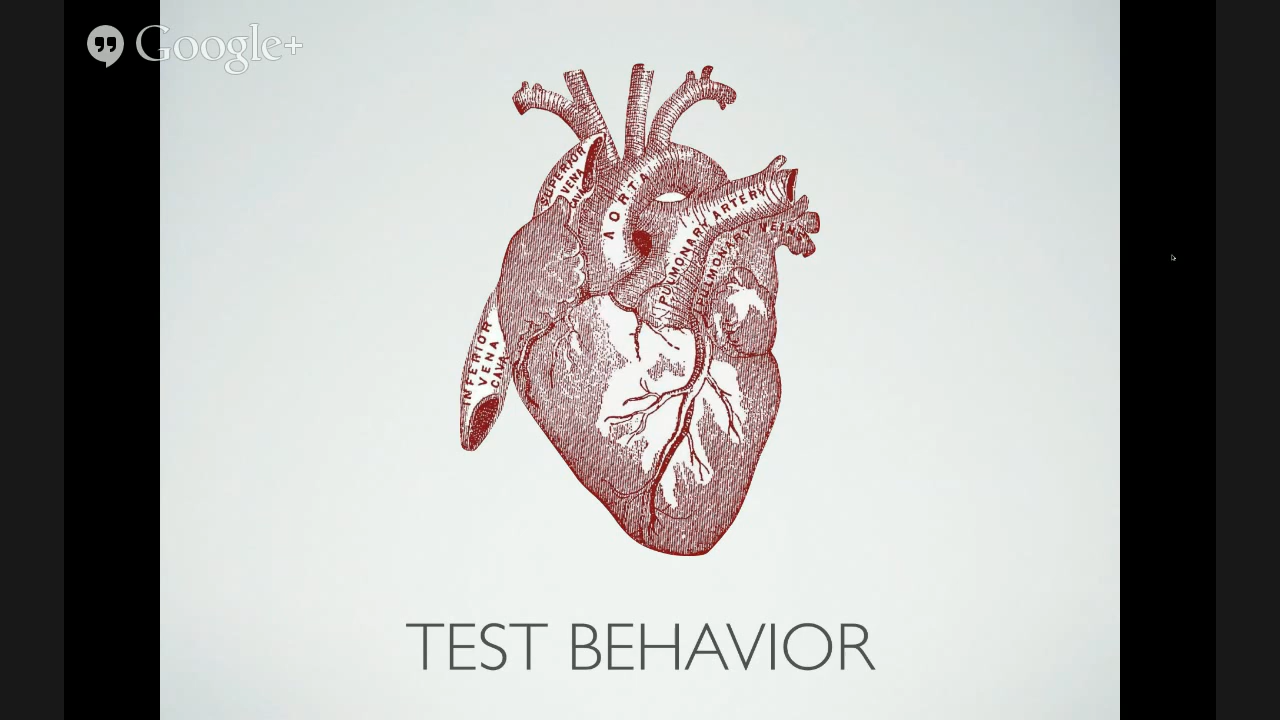 Google+
SUPERIOR
VENA
CAVA
AORTA
PULMONARY ARTERY
PULMONARY VEINS
INFERIOR
VENA
CAVA
TEST BEHAVIOR